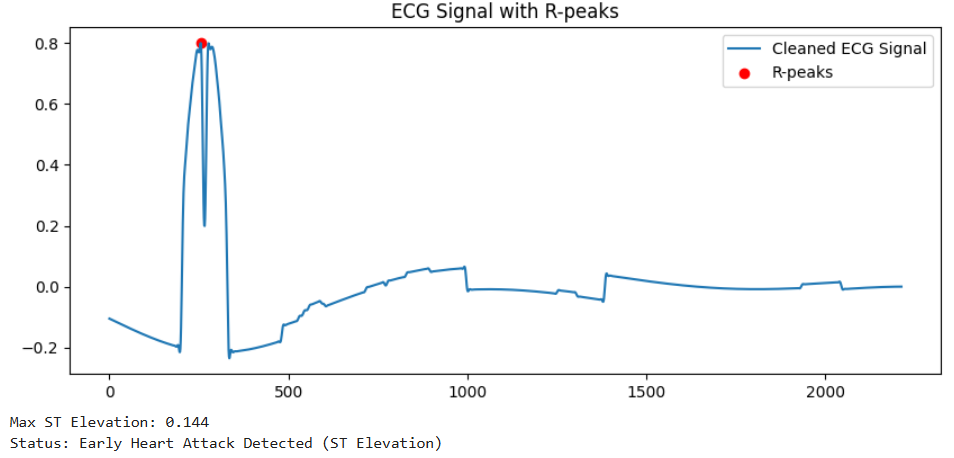 ECG Signal with R-peaks
Cleaned ECG Signal
R-peaks
0.8
0.6
0.4
0.2
0.0
−0.2
0 500 1000 1500 2000
Max ST Elevation: 0.144
Status: Early Heart Attack Detected (ST Elevation)